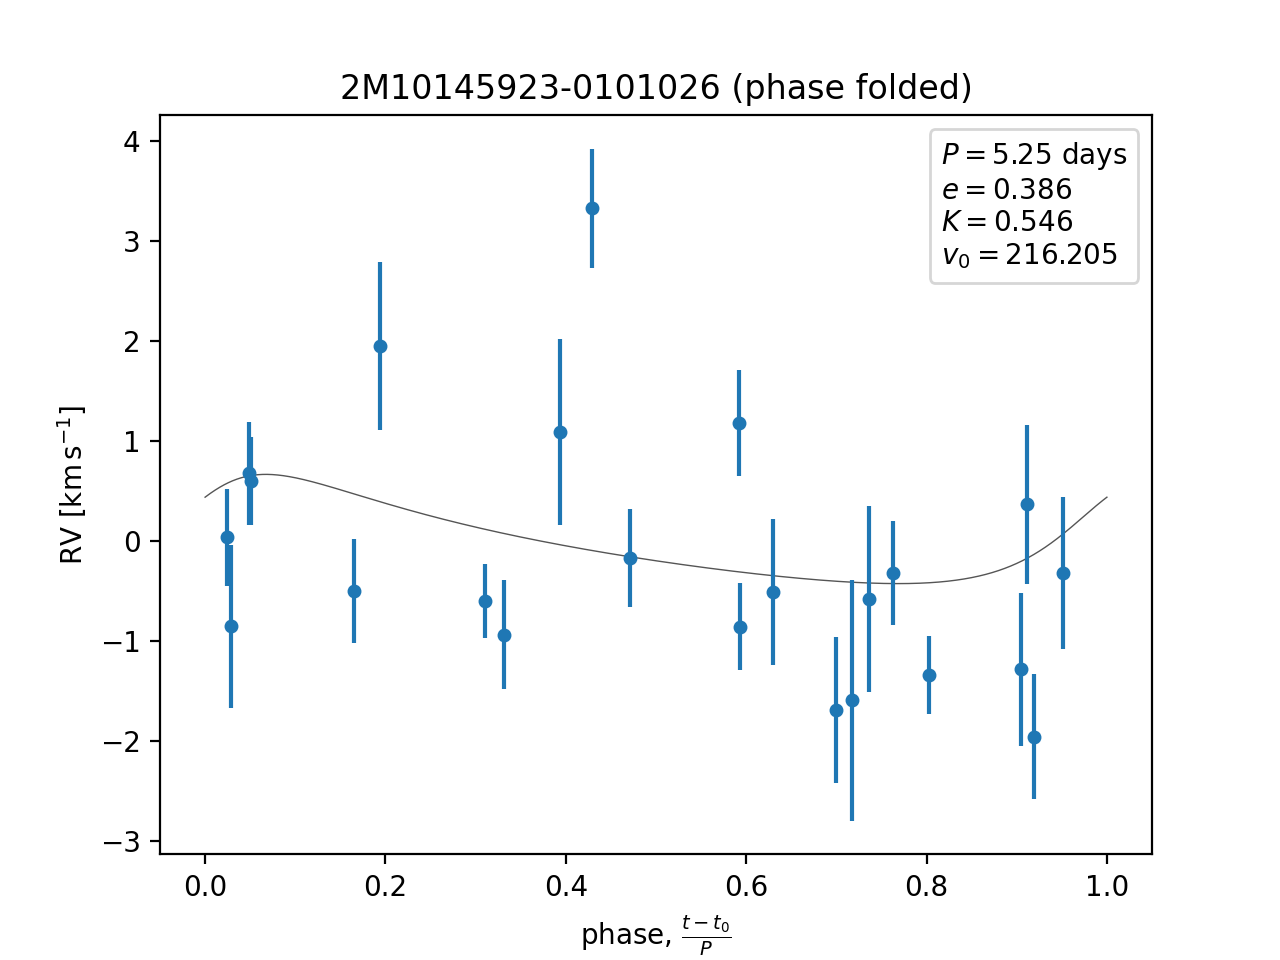 2M10145923-0101026 (phase folded)
P = 5.25 days
e = 0.386
K = 0.546
v₀ = 216.205
4
3
2
1
0
−1
−2
−3
RV [km s⁻¹]
0.0 0.2 0.4 0.6 0.8 1.0
phase, (t − t₀)/P